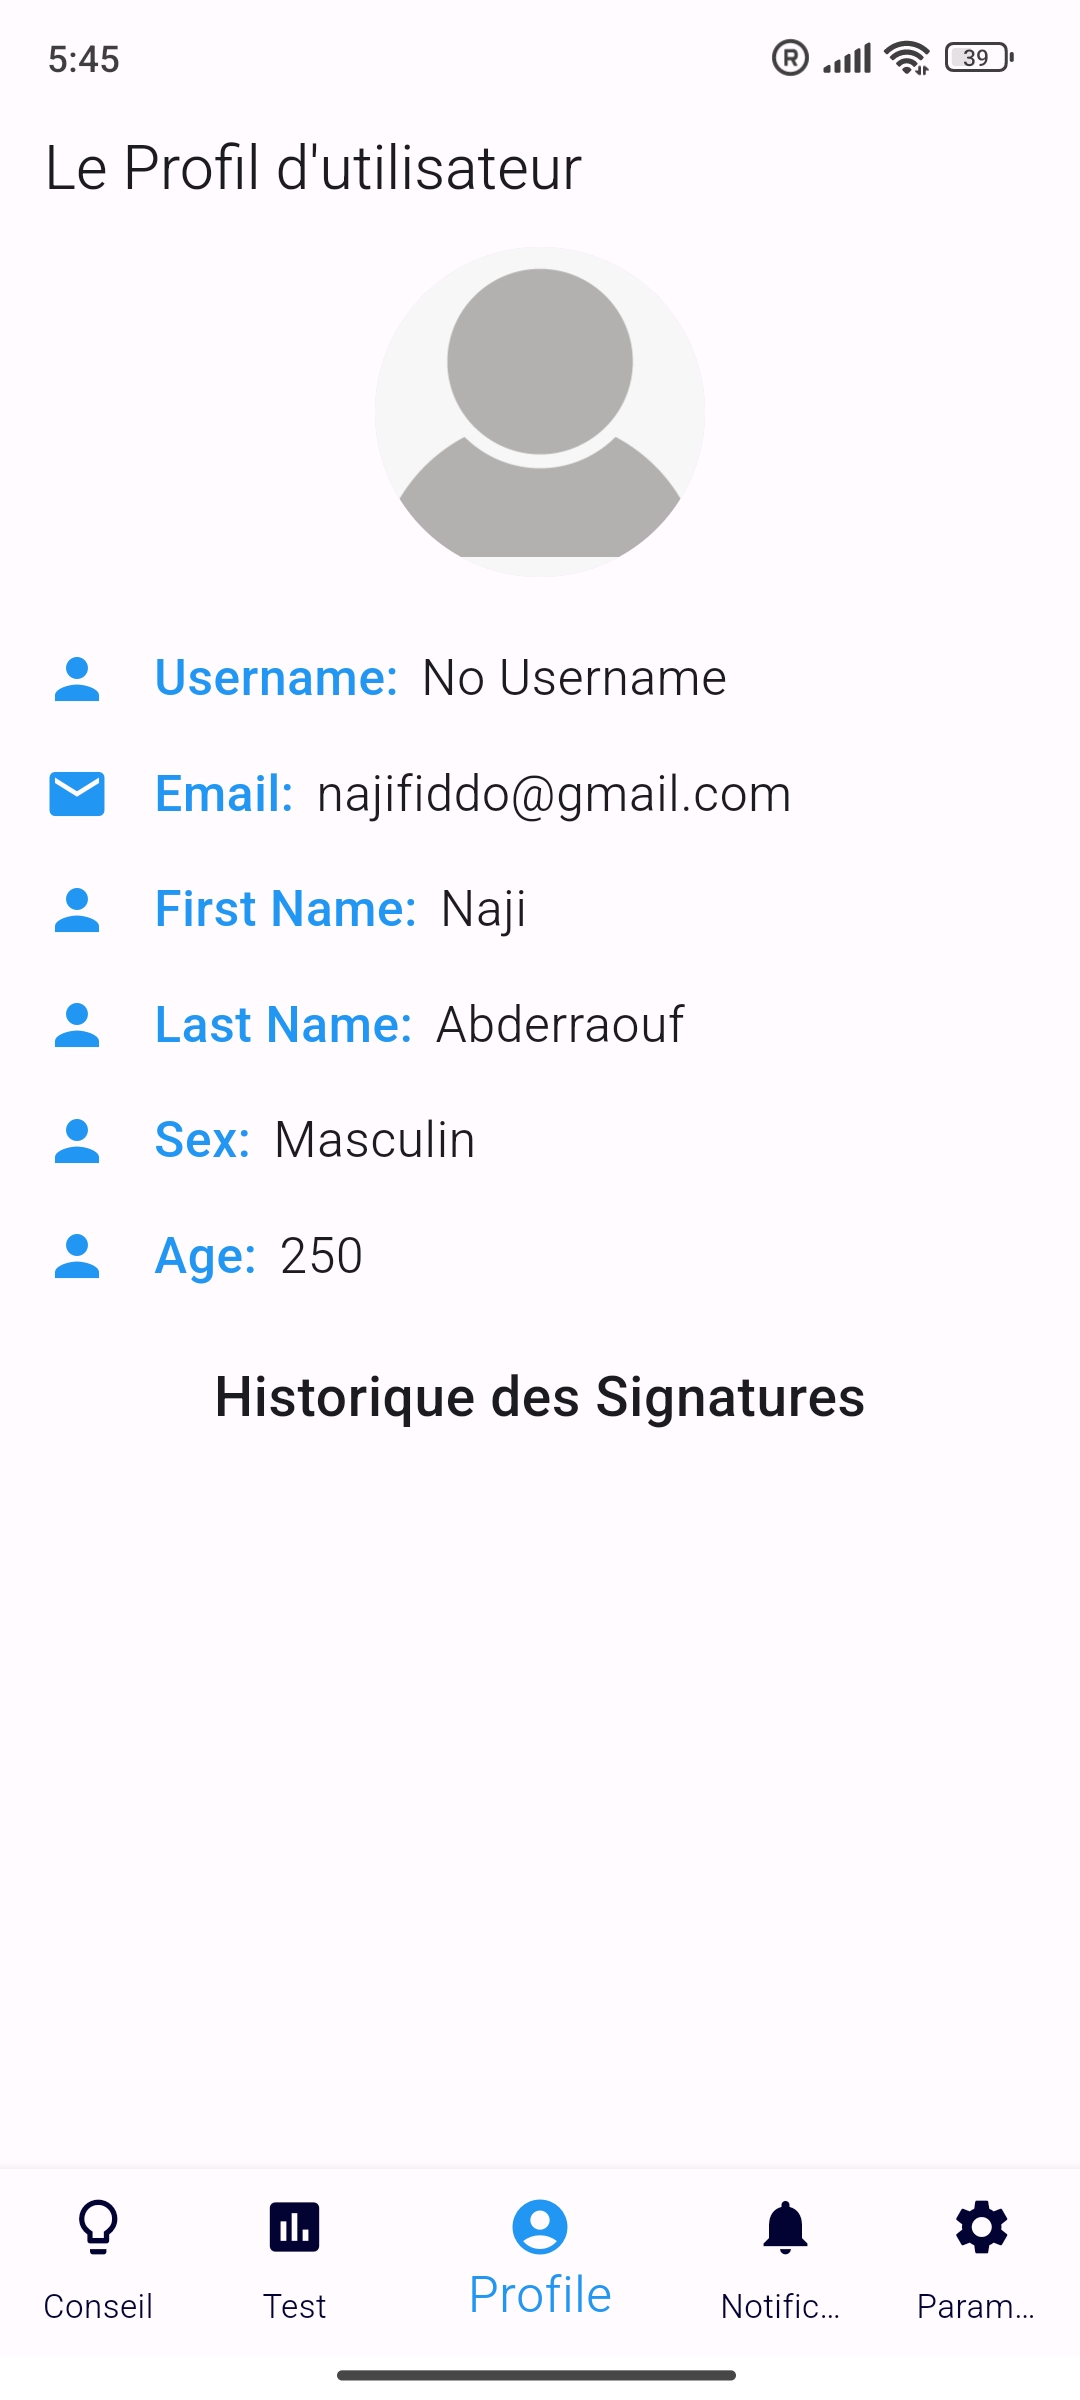 5:45
R
39
Le Profil d'utilisateur
Username: No Username
Email: najifiddo@gmail.com
First Name: Naji
Last Name: Abderraouf
Sex: Masculin
Age: 250
Historique des Signatures
Conseil
Test
Profile
Notific...
Param...